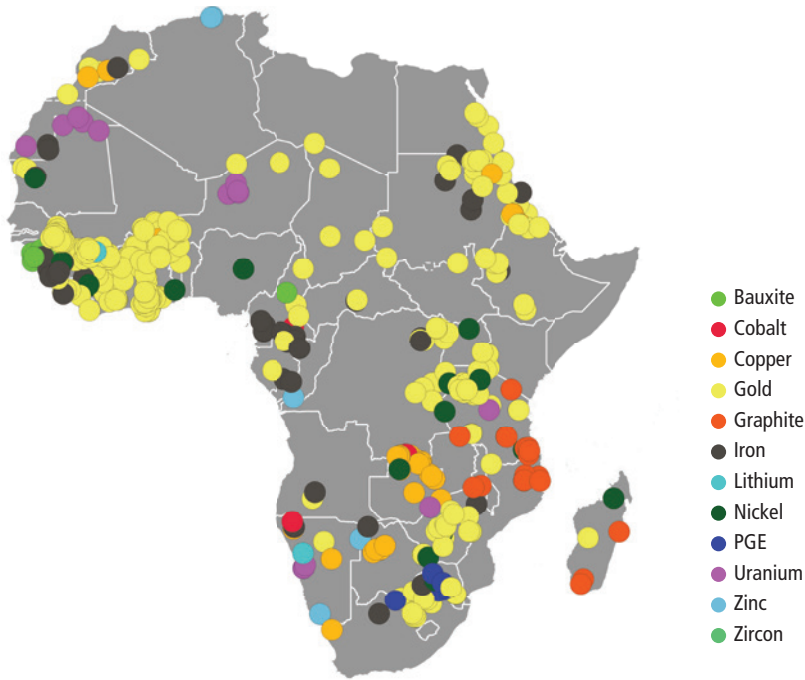 Bauxite
Cobalt
Copper
Gold
Graphite
Iron
Lithium
Nickel
PGE
Uranium
Zinc
Zircon